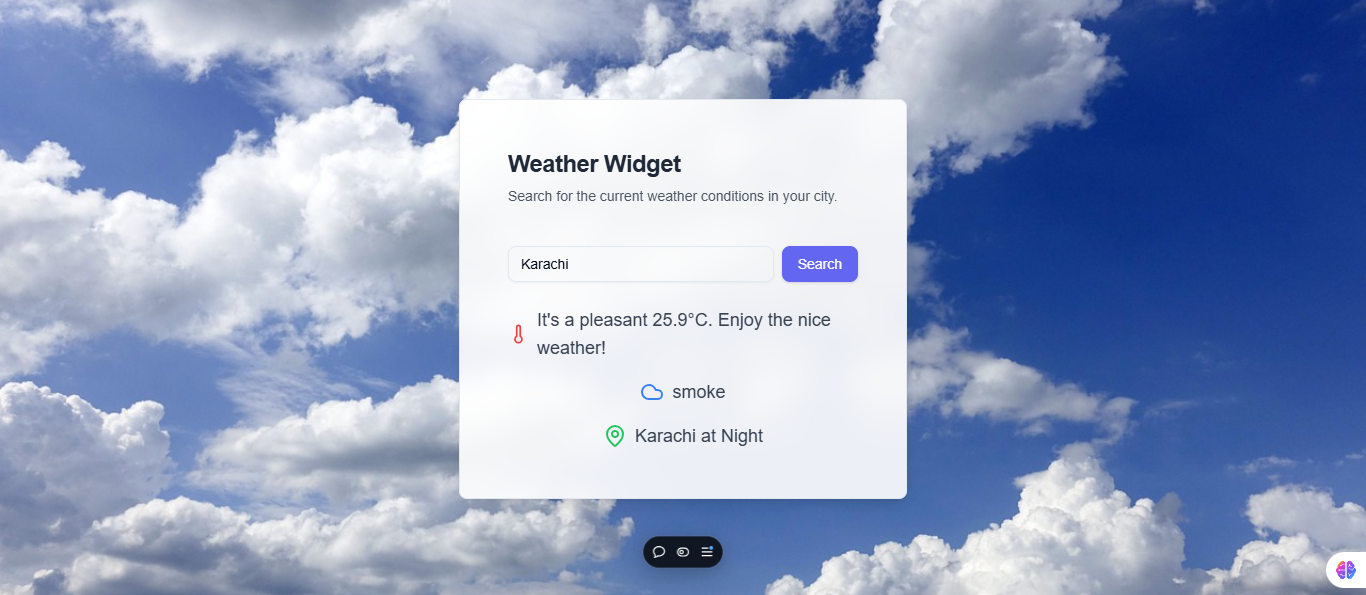 Weather Widget
Search for the current weather conditions in your city.
Karachi
Search
It's a pleasant 25.9°C. Enjoy the nice
weather!
smoke
Karachi at Night